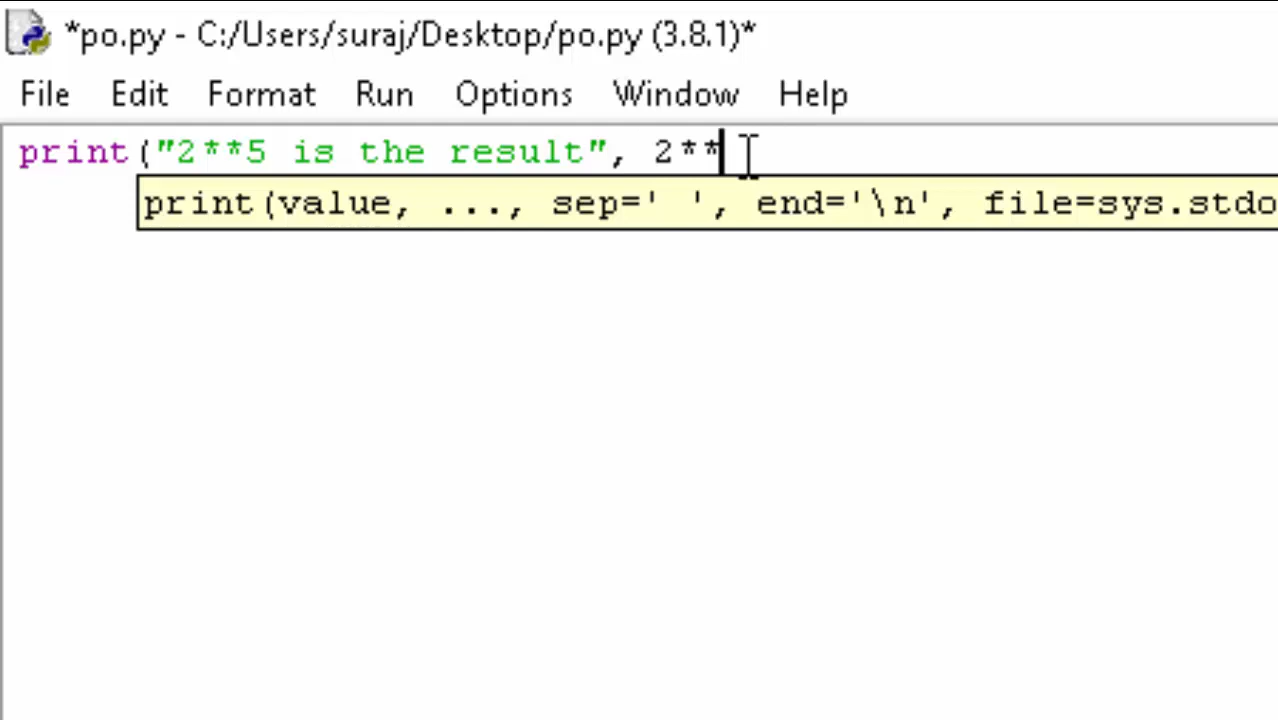 *po.py - C:/Users/suraj/Desktop/po.py (3.8.1)*
File Edit Format Run Options Window Help
print("2**5 is the result", 2**
print(value, ..., sep=' ', end='\n', file=sys.stdo